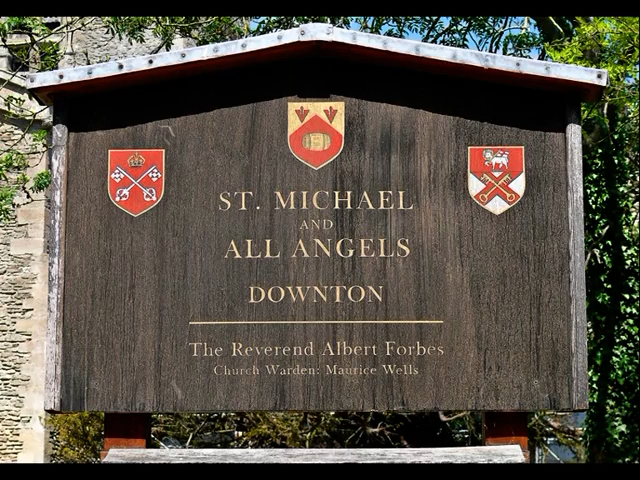 ST. MICHAEL
AND
ALL ANGELS
DOWNTON
The Reverend Albert Forbes
Church Warden: Maurice Wells